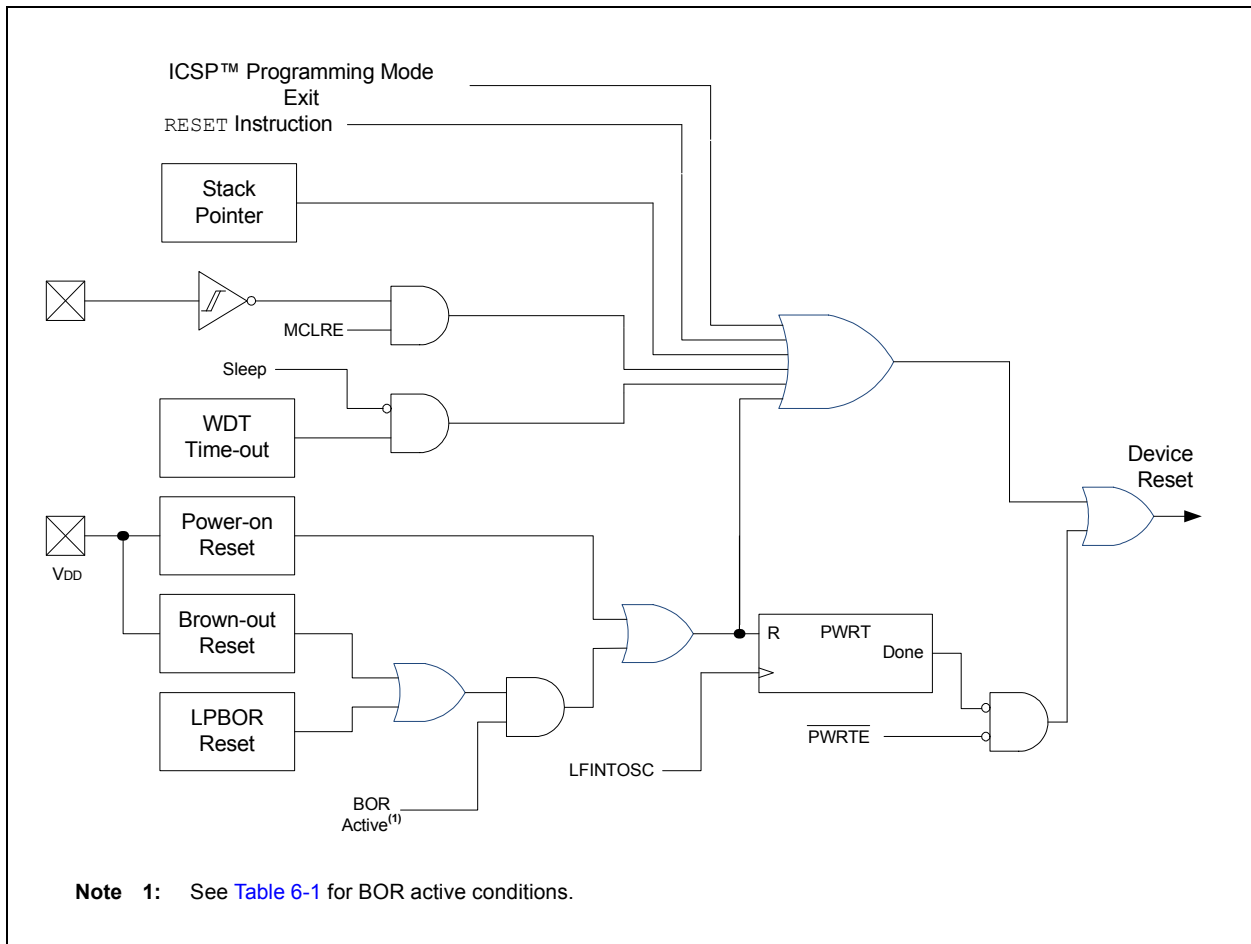 ICSP™ Programming Mode
Exit
RESET Instruction
Stack
Pointer
MCLRE
Sleep
WDT
Time-out
Device
Reset
Power-on
Reset
VDD
Brown-out
Reset
R PWRT
Done
LPBOR
Reset
PWRTE
LFINTOSC
BOR
Active(1)
Note 1: See Table 6-1 for BOR active conditions.